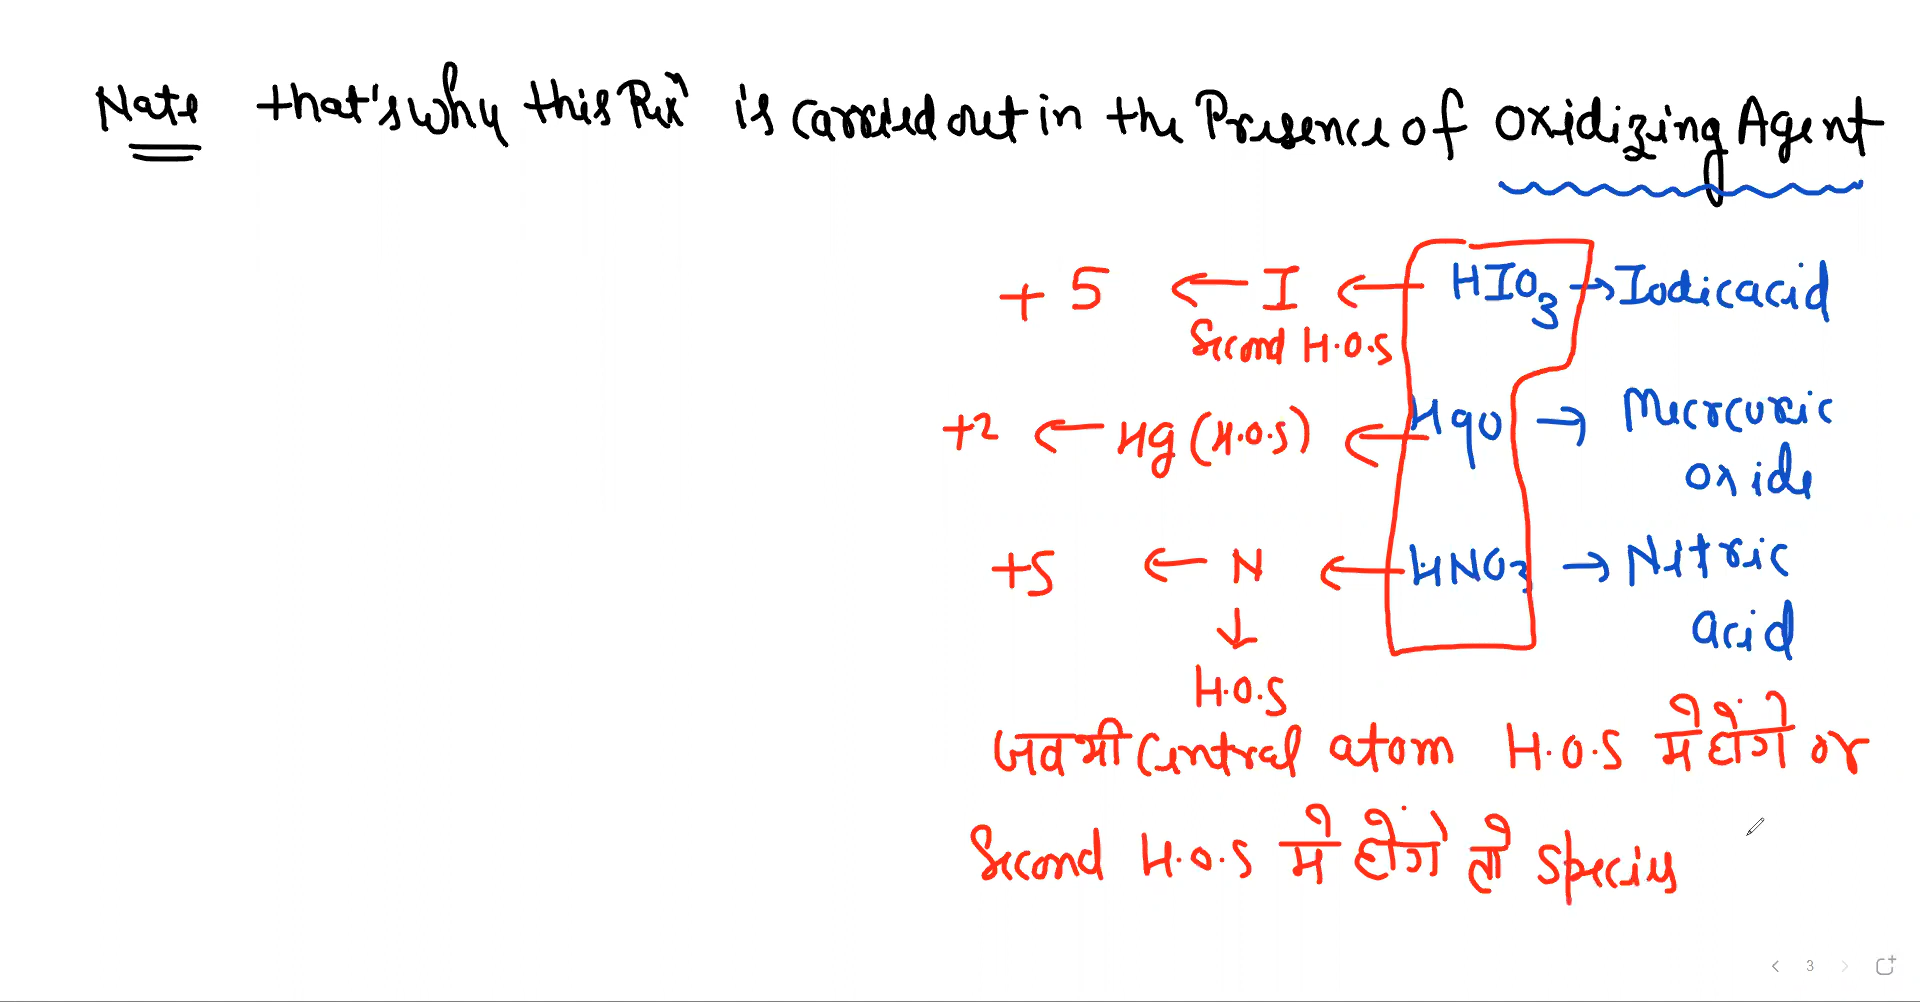 Note that's why this Rxn is carried out in the Presence of oxidizing Agent
+5 ← I ← HIO3 → Iodic acid
Second H.O.S
+2 ← Hg (H.O.S) ← HgO → Mercuric
oxide
+5 ← N ← HNO3 → Nitric
↓ acid
H.O.S
जब भी Central atom H.O.S में होंगे or
Second H.O.S में होंगे तो Species
3